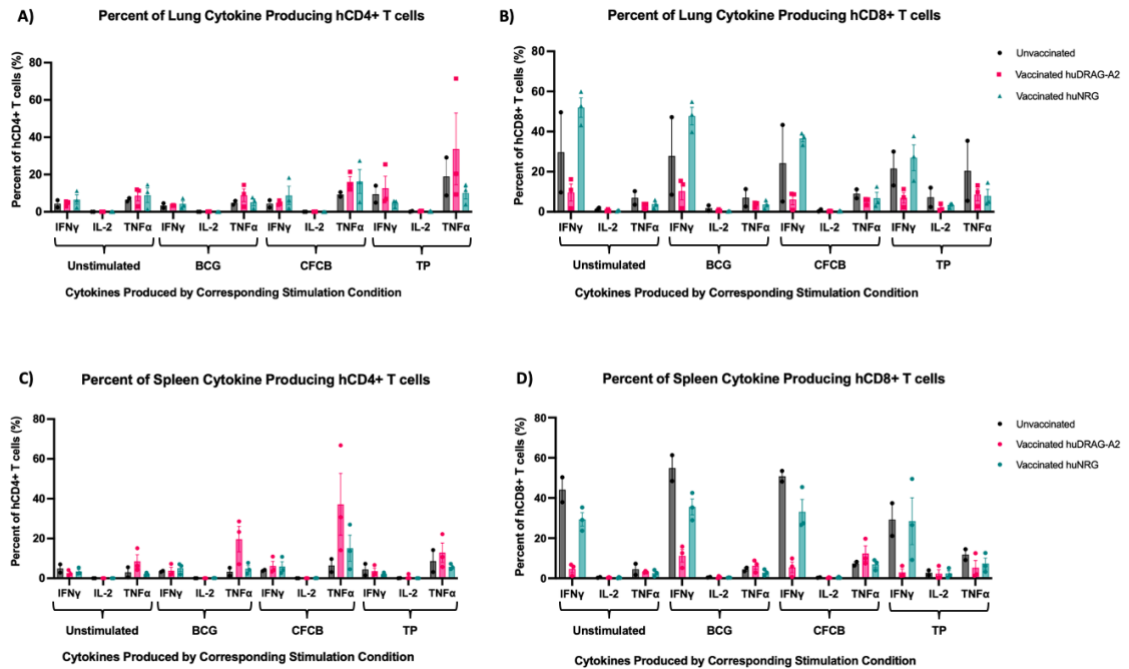 A)
Percent of Lung Cytokine Producing hCD4+ T cells
Percent of hCD4+ T cells (%)
80
60
40
20
0
IFNγ IL-2 TNFα IFNγ IL-2 TNFα IFNγ IL-2 TNFα IFNγ IL-2 TNFα
Unstimulated BCG CFCB TP
Cytokines Produced by Corresponding Stimulation Condition
B)
Percent of Lung Cytokine Producing hCD8+ T cells
Percent of hCD8+ T cells (%)
80
60
40
20
0
IFNγ IL-2 TNFα IFNγ IL-2 TNFα IFNγ IL-2 TNFα IFNγ IL-2 TNFα
Unstimulated BCG CFCB TP
Cytokines Produced by Corresponding Stimulation Condition
Unvaccinated
Vaccinated huDRAG-A2
Vaccinated huNRG
C)
Percent of Spleen Cytokine Producing hCD4+ T cells
Percent of hCD4+ T cells (%)
80
60
40
20
0
IFNγ IL-2 TNFα IFNγ IL-2 TNFα IFNγ IL-2 TNFα IFNγ IL-2 TNFα
Unstimulated BCG CFCB TP
Cytokines Produced by Corresponding Stimulation Condition
D)
Percent of Spleen Cytokine Producing hCD8+ T cells
Percent of hCD8+ T cells (%)
80
60
40
20
0
IFNγ IL-2 TNFα IFNγ IL-2 TNFα IFNγ IL-2 TNFα IFNγ IL-2 TNFα
Unstimulated BCG CFCB TP
Cytokines Produced by Corresponding Stimulation Condition
Unvaccinated
Vaccinated huDRAG-A2
Vaccinated huNRG